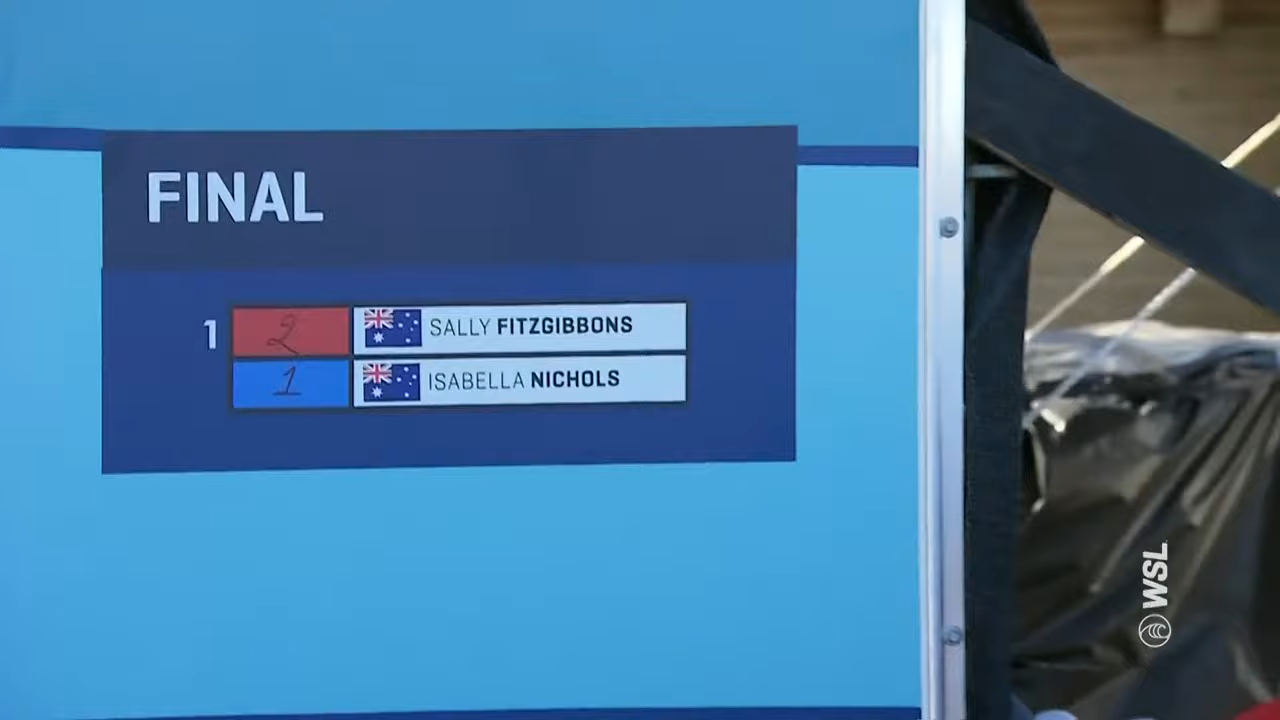 FINAL
1
2 SALLY FITZGIBBONS
1 ISABELLA NICHOLS
WSL